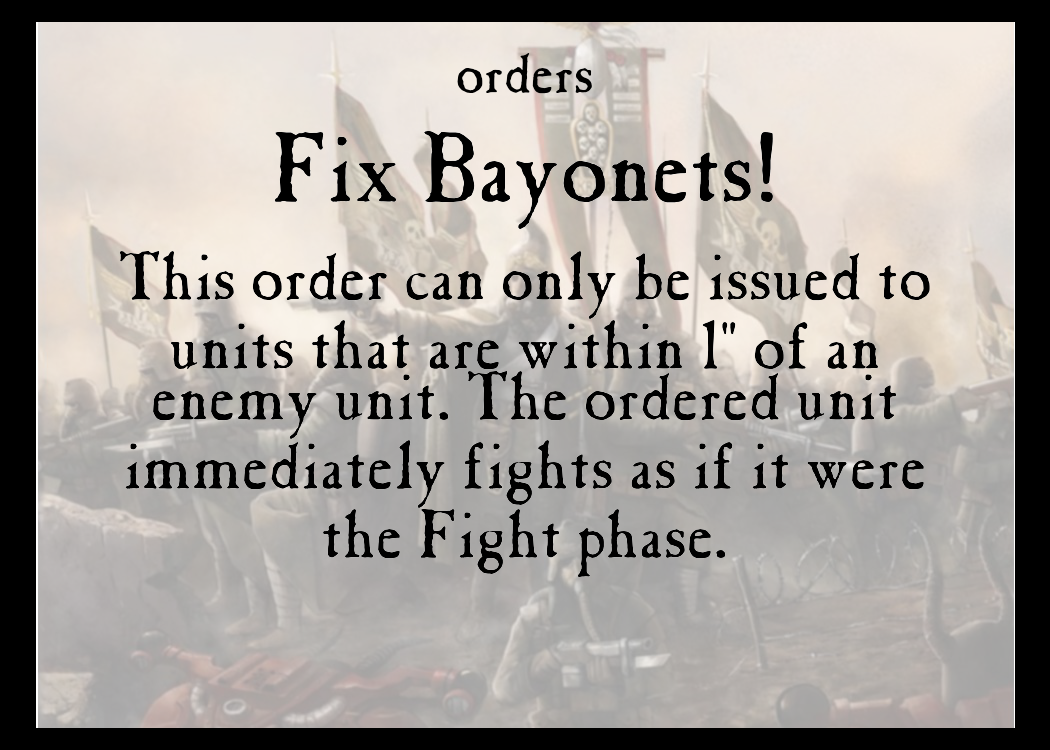 orders
Fix Bayonets!
This order can only be issued to
units that are within 1" of an
enemy unit. The ordered unit
immediately fights as if it were
the Fight phase.